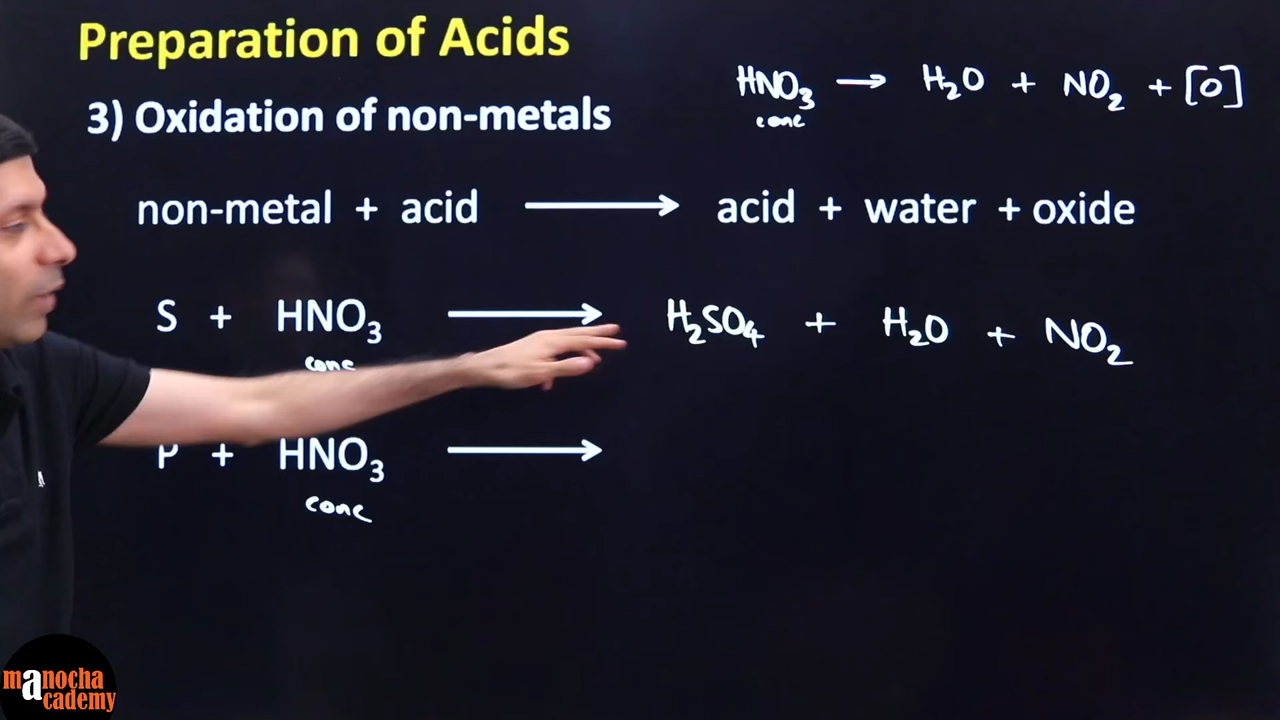 Preparation of Acids
HNO₃ → H₂O + NO₂ + [O]
conc
3) Oxidation of non-metals
non-metal + acid → acid + water + oxide
S + HNO₃ → H₂SO₄ + H₂O + NO₂
conc
P + HNO₃ →
conc
manocha
academy